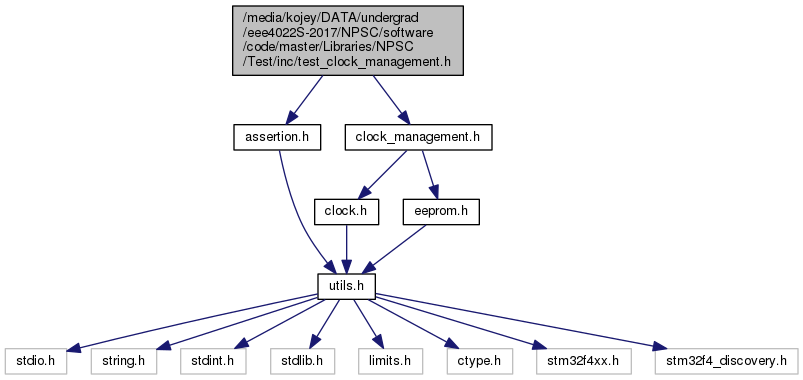 /media/kojey/DATA/undergrad
/eee4022S-2017/NPSC/software
/code/master/Libraries/NPSC
/Test/inc/test_clock_management.h
assertion.h
clock_management.h
clock.h
eeprom.h
utils.h
stdio.h
string.h
stdint.h
stdlib.h
limits.h
ctype.h
stm32f4xx.h
stm32f4_discovery.h